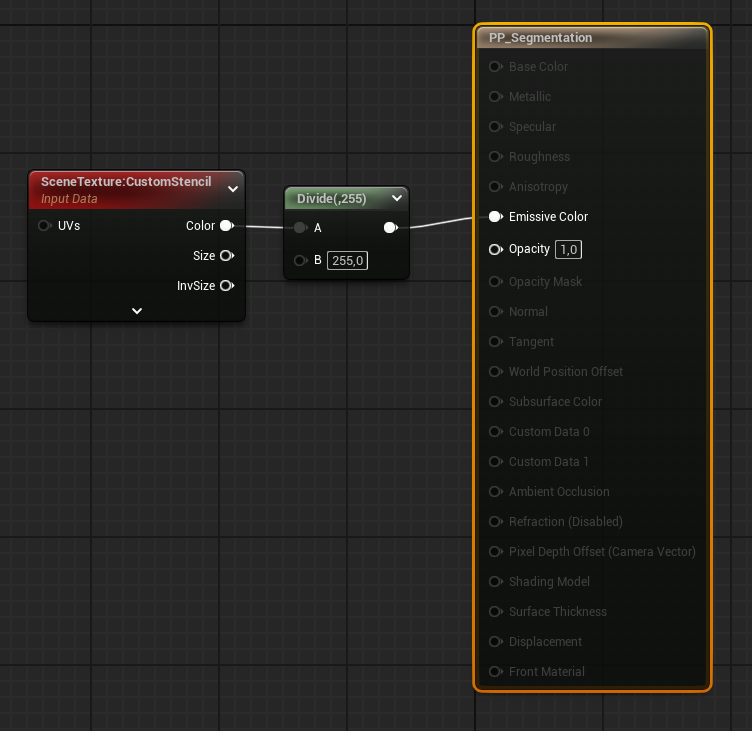 SceneTexture:CustomStencil
Input Data
UVs
Color
Size
InvSize
Divide(,255)
A
B 255,0
PP_Segmentation
Base Color
Metallic
Specular
Roughness
Anisotropy
Emissive Color
Opacity 1,0
Opacity Mask
Normal
Tangent
World Position Offset
Subsurface Color
Custom Data 0
Custom Data 1
Ambient Occlusion
Refraction (Disabled)
Pixel Depth Offset (Camera Vector)
Shading Model
Surface Thickness
Displacement
Front Material